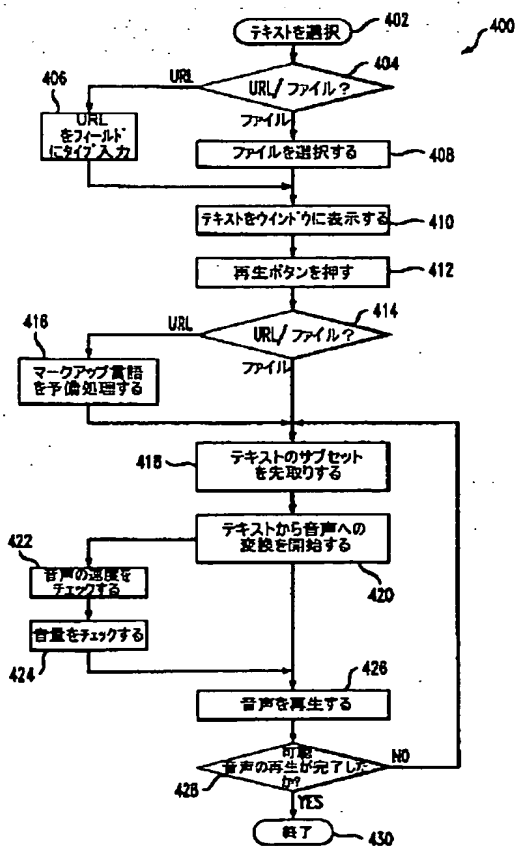 テキストを選択
402
400
404
URL/ファイル?
URL
ファイル
406
URL
をフィールド
にタイプ入力
ファイルを選択する
408
テキストをウインドウに表示する
410
再生ボタンを押す
412
414
URL/ファイル?
URL
ファイル
416
マークアップ言語
を予備処理する
418
テキストのサブセット
を先取りする
テキストから音声への
変換を開始する
420
422
音声の速度を
チェックする
音量をチェックする
424
426
音声を再生する
可能
音声の再生が完了した
か?
428
NO
YES
終了
430